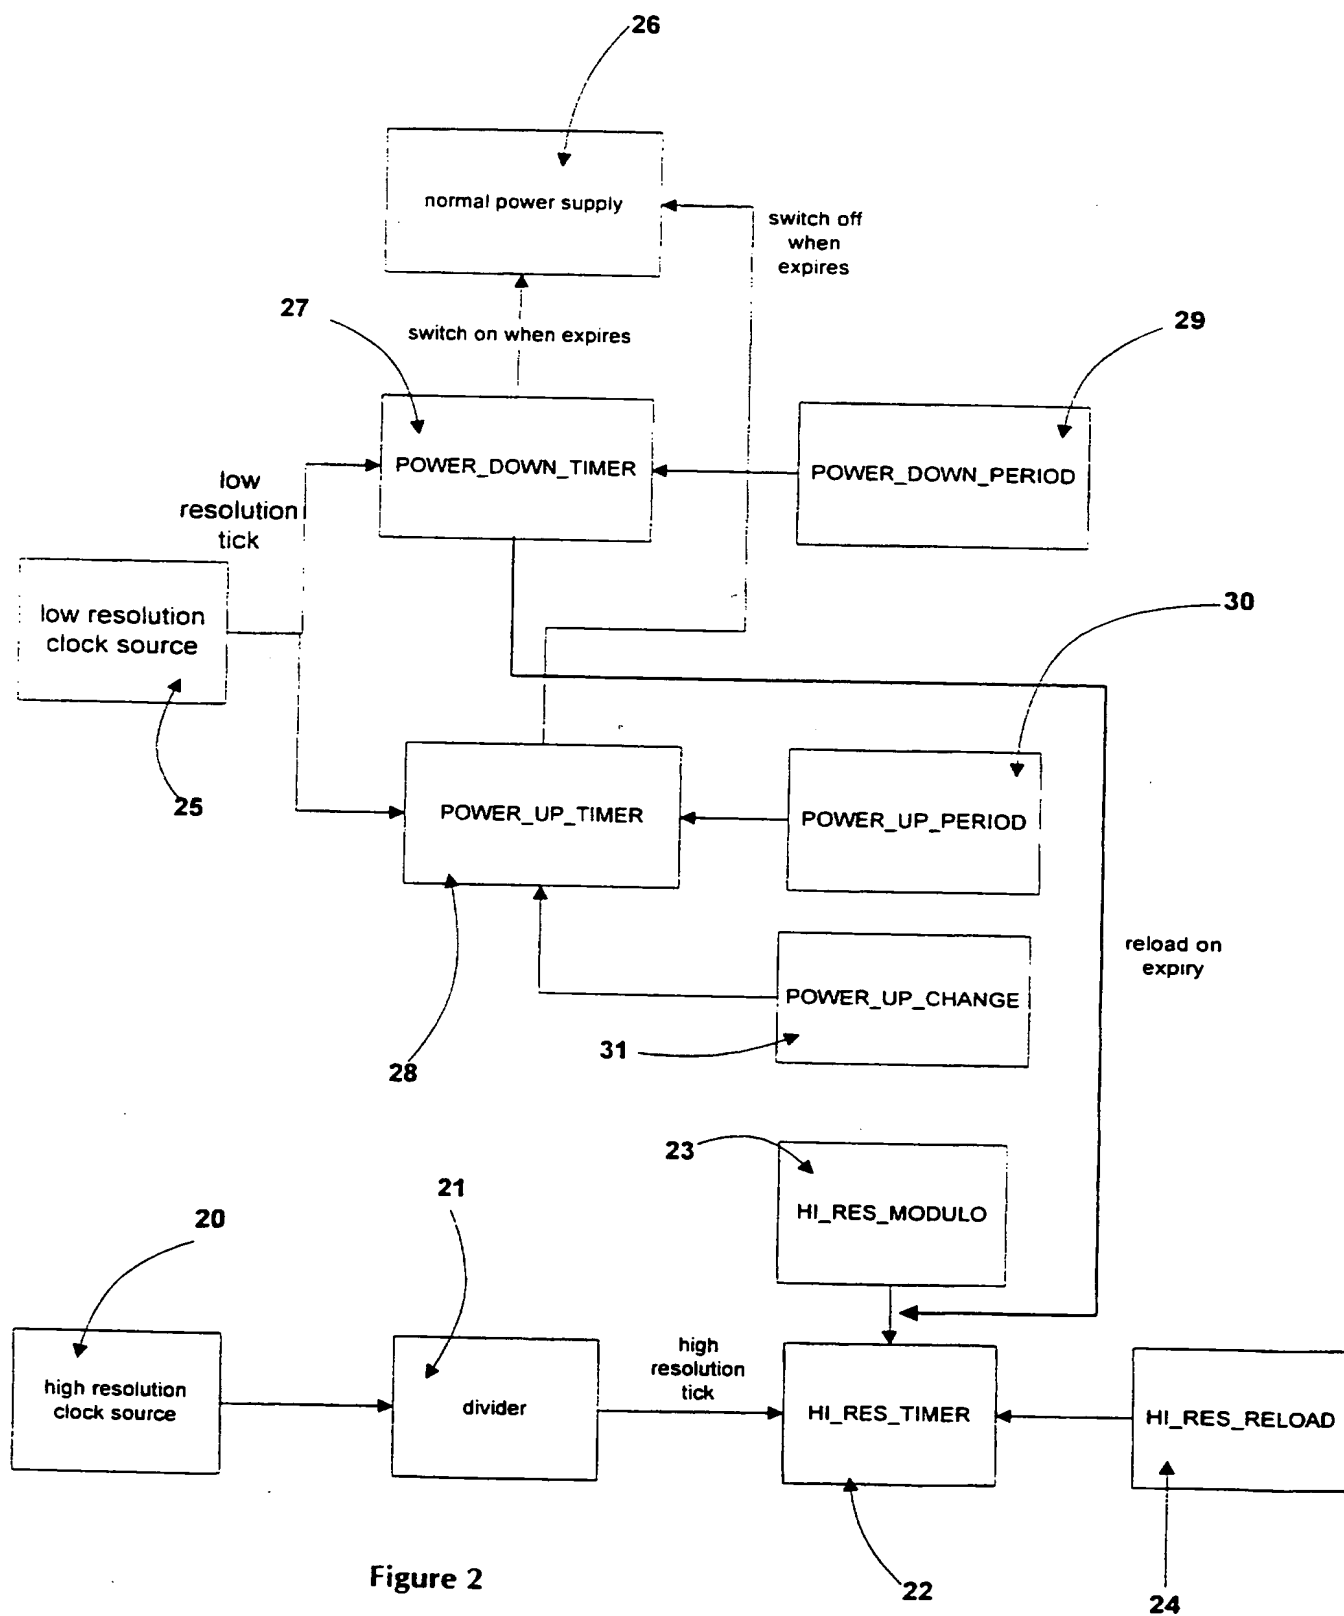 26
normal power supply
switch off
when
expires
27
switch on when expires
29
POWER_DOWN_TIMER
POWER_DOWN_PERIOD
low
resolution
tick
low resolution
clock source
25
30
POWER_UP_TIMER
POWER_UP_PERIOD
28
POWER_UP_CHANGE
31
reload on
expiry
23
HI_RES_MODULO
20
21
high resolution
clock source
divider
high
resolution
tick
HI_RES_TIMER
HI_RES_RELOAD
22
24
Figure 2